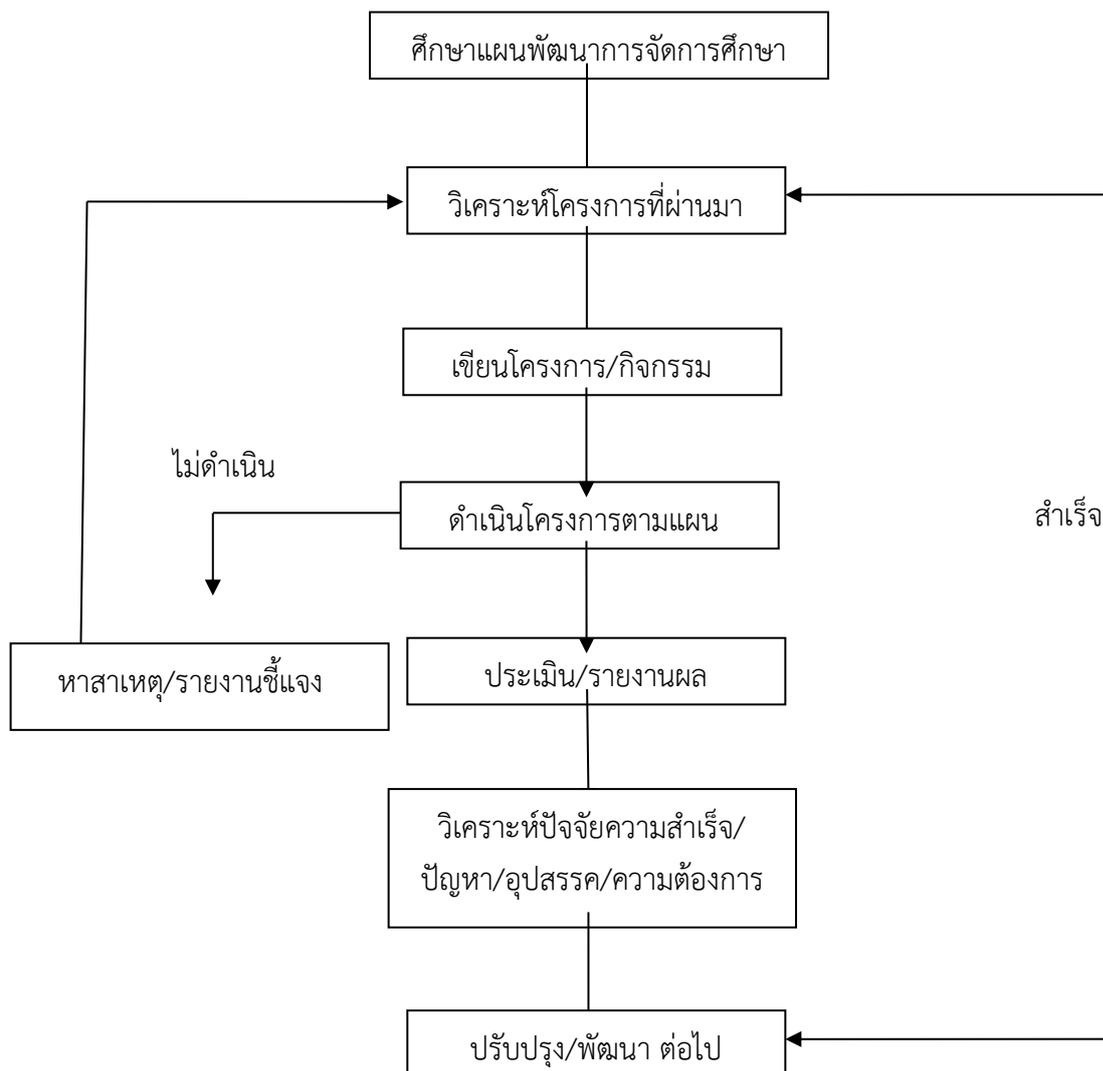 ศึกษาแผนพัฒนาการจัดการศึกษา
วิเคราะห์โครงการที่ผ่านมา
เขียนโครงการ/กิจกรรม
ไม่ดำเนิน
ดำเนินโครงการตามแผน
สำเร็จ
หาสาเหตุ/รายงานชี้แจง
ประเมิน/รายงานผล
วิเคราะห์ปัจจัยความสำเร็จ/
ปัญหา/อุปสรรค/ความต้องการ
ปรับปรุง/พัฒนา ต่อไป